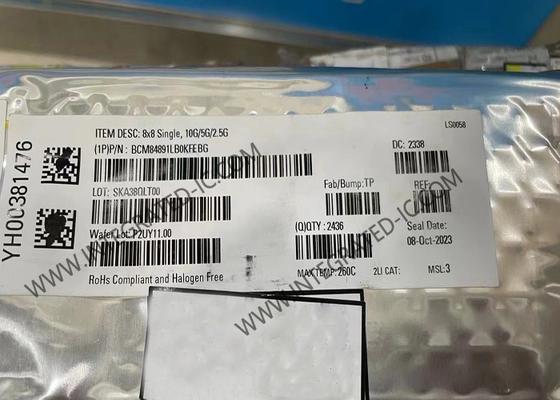 LS0058
ITEM DESC: 8x8 Single, 10G/5G/2.5G
(1P)P/N: BCM84891LB0KFEBG
DC: 2338
YH00381476
LOT: SKA38QLT00
Fab/Bump:TP
REF:
Wafer Lot: P2UY11.00
(Q)QTY :2436
Seal Date:
08-Oct-2023
RoHs Compliant and Halogen Free
MAX TEMP: 260C
2LI CAT:
MSL: 3
WWW.INTEGRATED-IC.COM
WWW.INTEGRATED-IC.COM